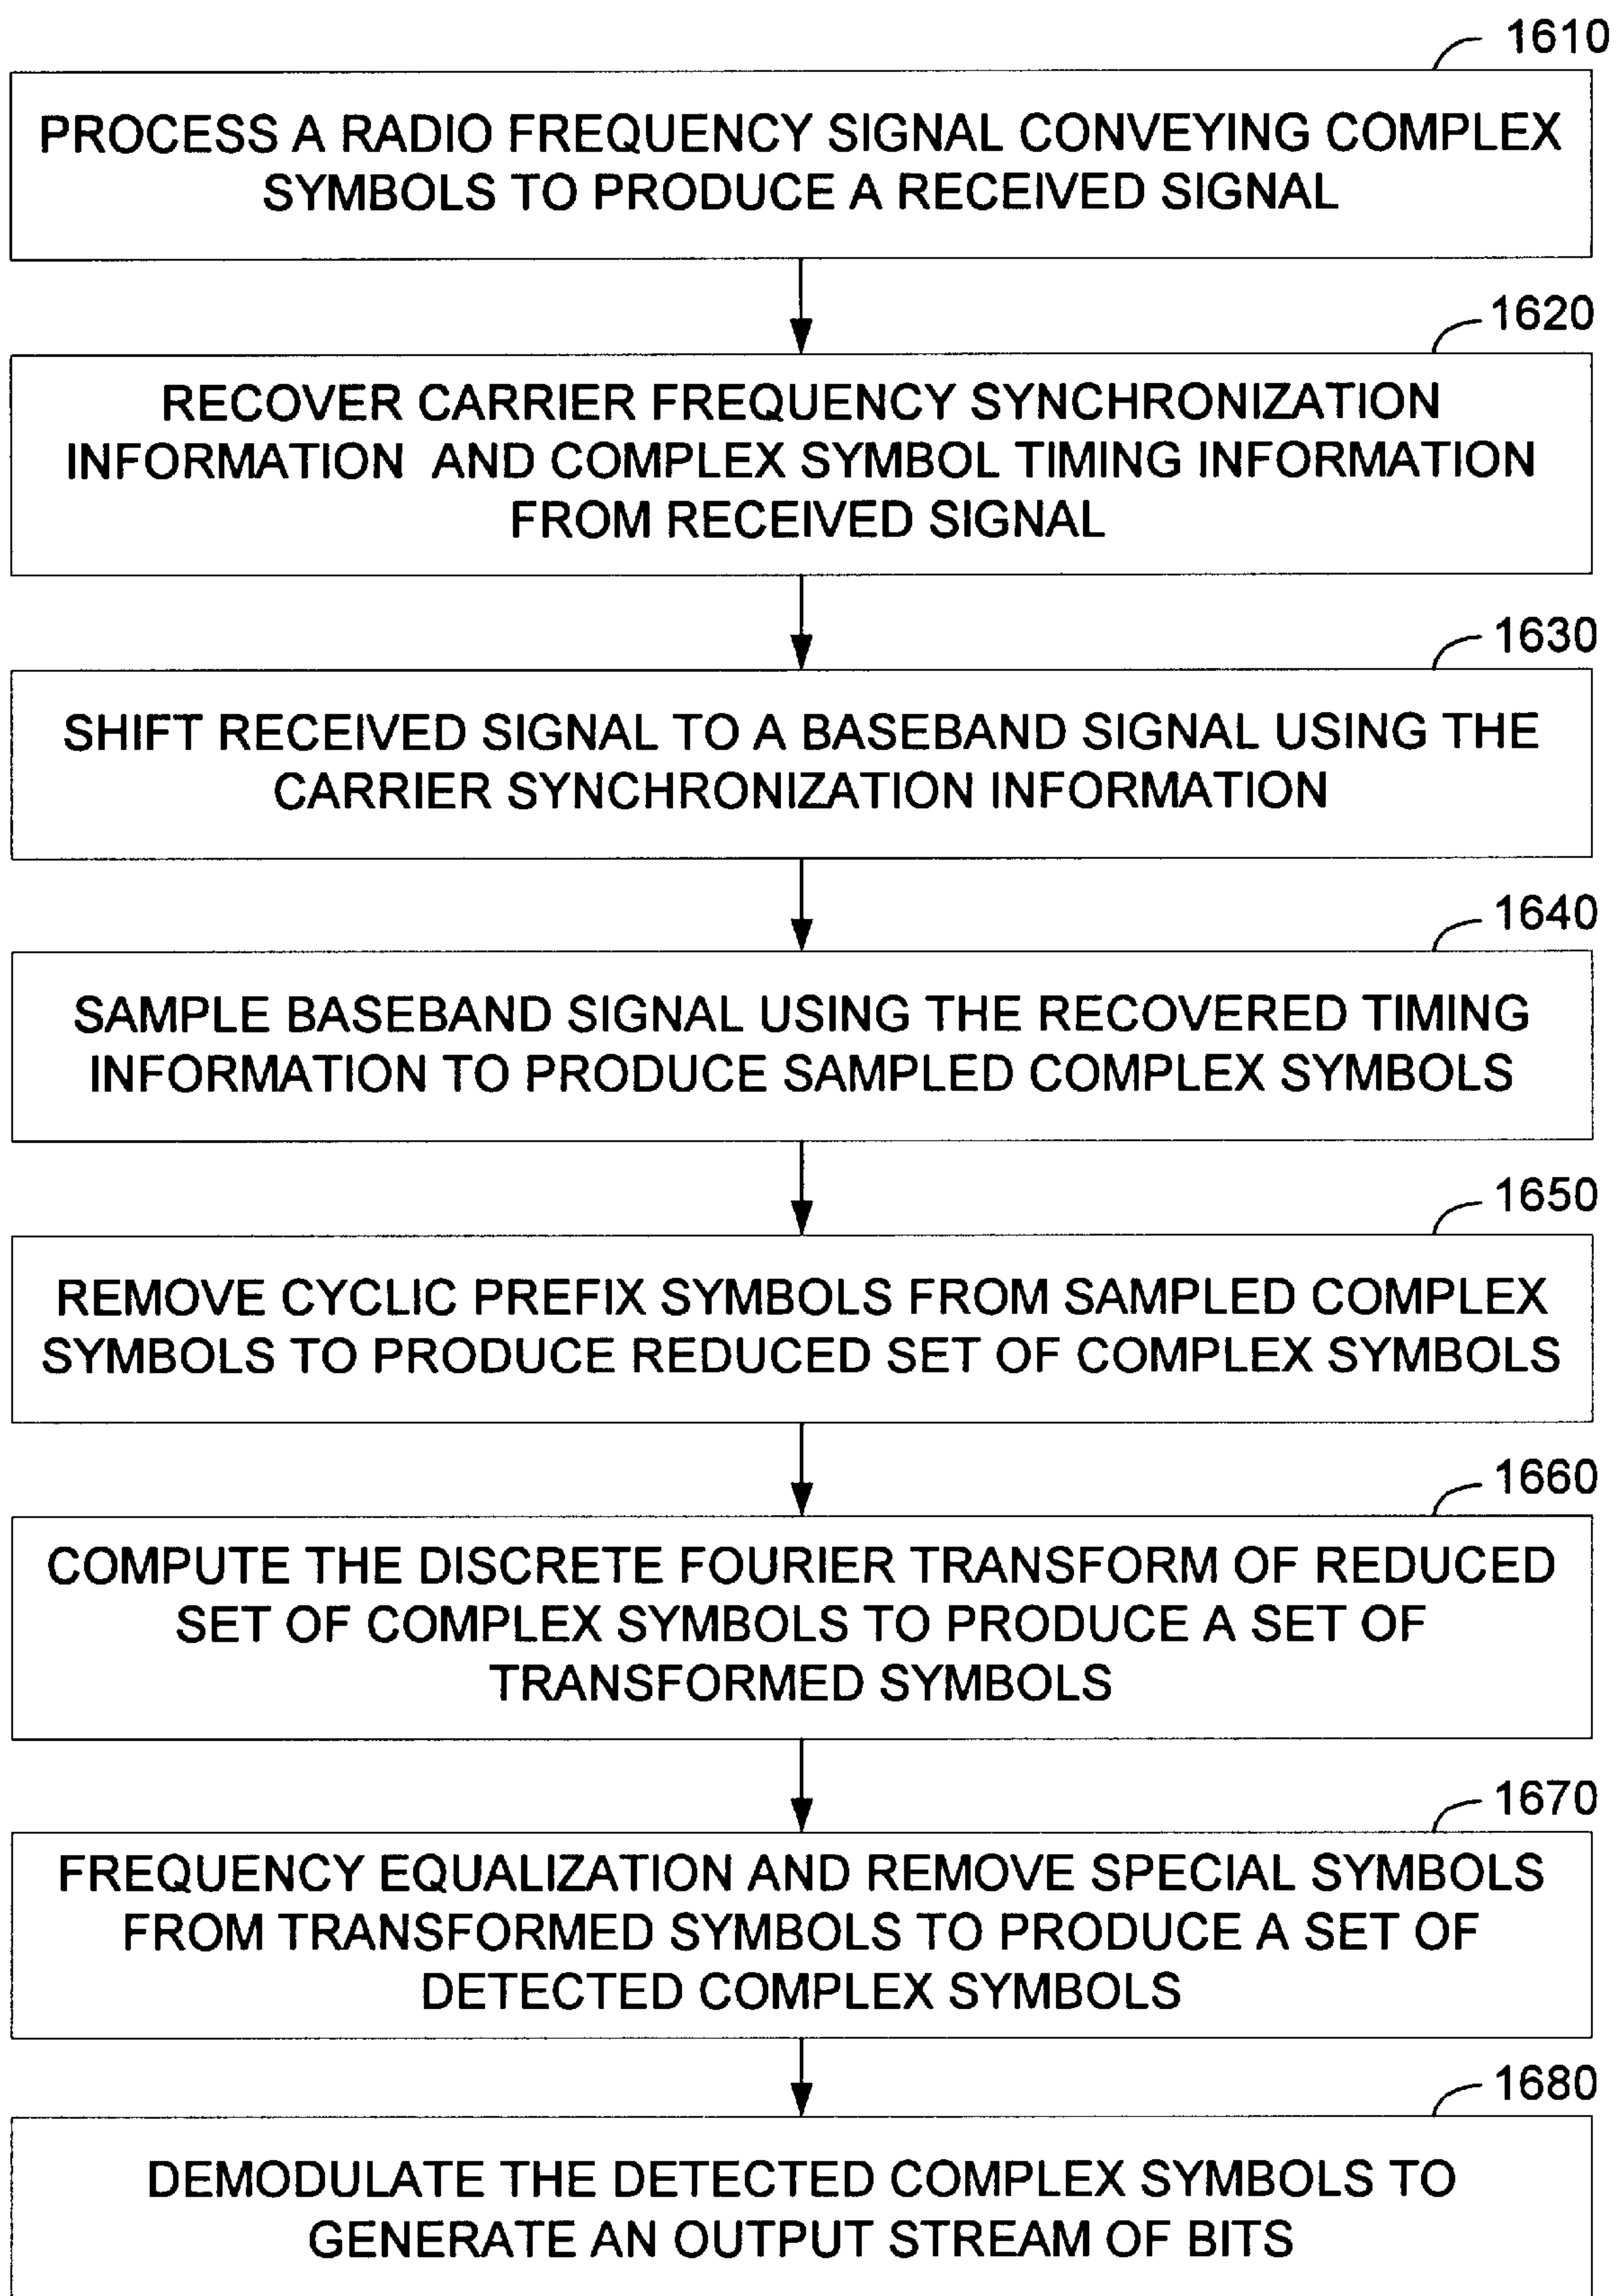 1610
PROCESS A RADIO FREQUENCY SIGNAL CONVEYING COMPLEX
SYMBOLS TO PRODUCE A RECEIVED SIGNAL
1620
RECOVER CARRIER FREQUENCY SYNCHRONIZATION
INFORMATION AND COMPLEX SYMBOL TIMING INFORMATION
FROM RECEIVED SIGNAL
1630
SHIFT RECEIVED SIGNAL TO A BASEBAND SIGNAL USING THE
CARRIER SYNCHRONIZATION INFORMATION
1640
SAMPLE BASEBAND SIGNAL USING THE RECOVERED TIMING
INFORMATION TO PRODUCE SAMPLED COMPLEX SYMBOLS
1650
REMOVE CYCLIC PREFIX SYMBOLS FROM SAMPLED COMPLEX
SYMBOLS TO PRODUCE REDUCED SET OF COMPLEX SYMBOLS
1660
COMPUTE THE DISCRETE FOURIER TRANSFORM OF REDUCED
SET OF COMPLEX SYMBOLS TO PRODUCE A SET OF
TRANSFORMED SYMBOLS
1670
FREQUENCY EQUALIZATION AND REMOVE SPECIAL SYMBOLS
FROM TRANSFORMED SYMBOLS TO PRODUCE A SET OF
DETECTED COMPLEX SYMBOLS
1680
DEMODULATE THE DETECTED COMPLEX SYMBOLS TO
GENERATE AN OUTPUT STREAM OF BITS